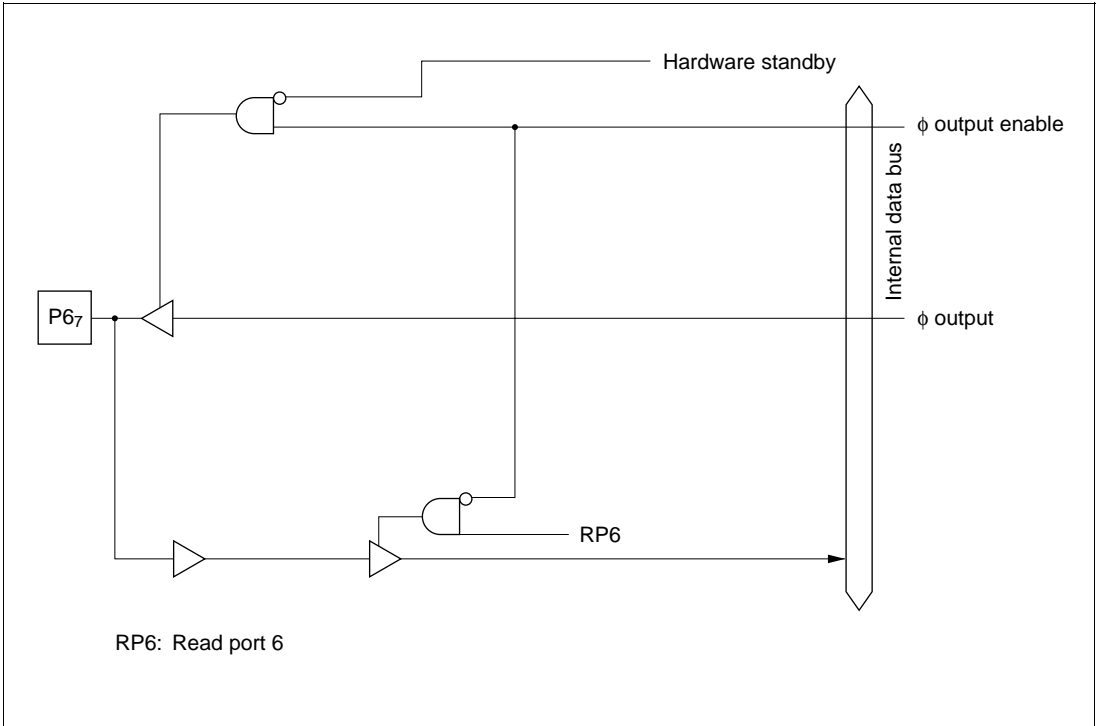 Hardware standby
ϕ output enable
Internal data bus
P6₇
ϕ output
RP6
RP6: Read port 6